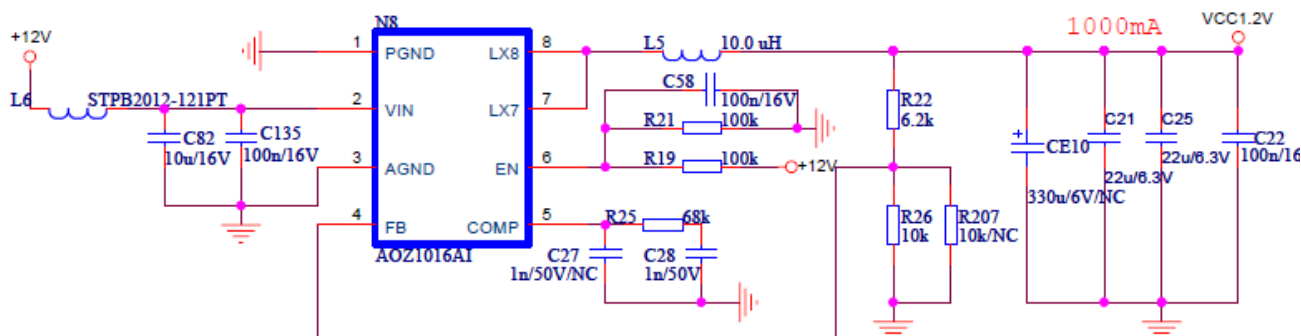 +12V
L6
STPB2012-121PT
C82
10u/16V
C135
100n/16V
N8
1
PGND
2
VIN
3
AGND
4
FB
LX8
8
LX7
7
EN
6
COMP
5
AOZ1016AI
L5
10.0 uH
C58
100n/16V
R21
100k
R19
100k
+12V
R25
68k
C27
1n/50V/NC
C28
1n/50V
R22
6.2k
R26
10k
R207
10k/NC
1000mA
VCC1.2V
+
CE10
330u/6V/NC
C21
22u/6.3V
C25
22u/6.3V
C22
100n/16